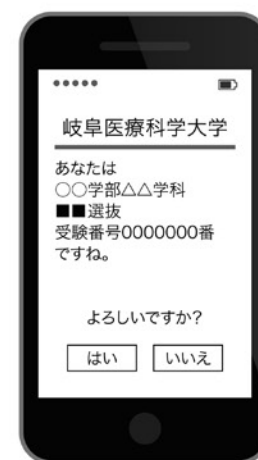 岐阜医療科学大学
あなたは
○○学部△△学科
■■選抜
受験番号0000000番
ですね。
よろしいですか?
はい
いいえ